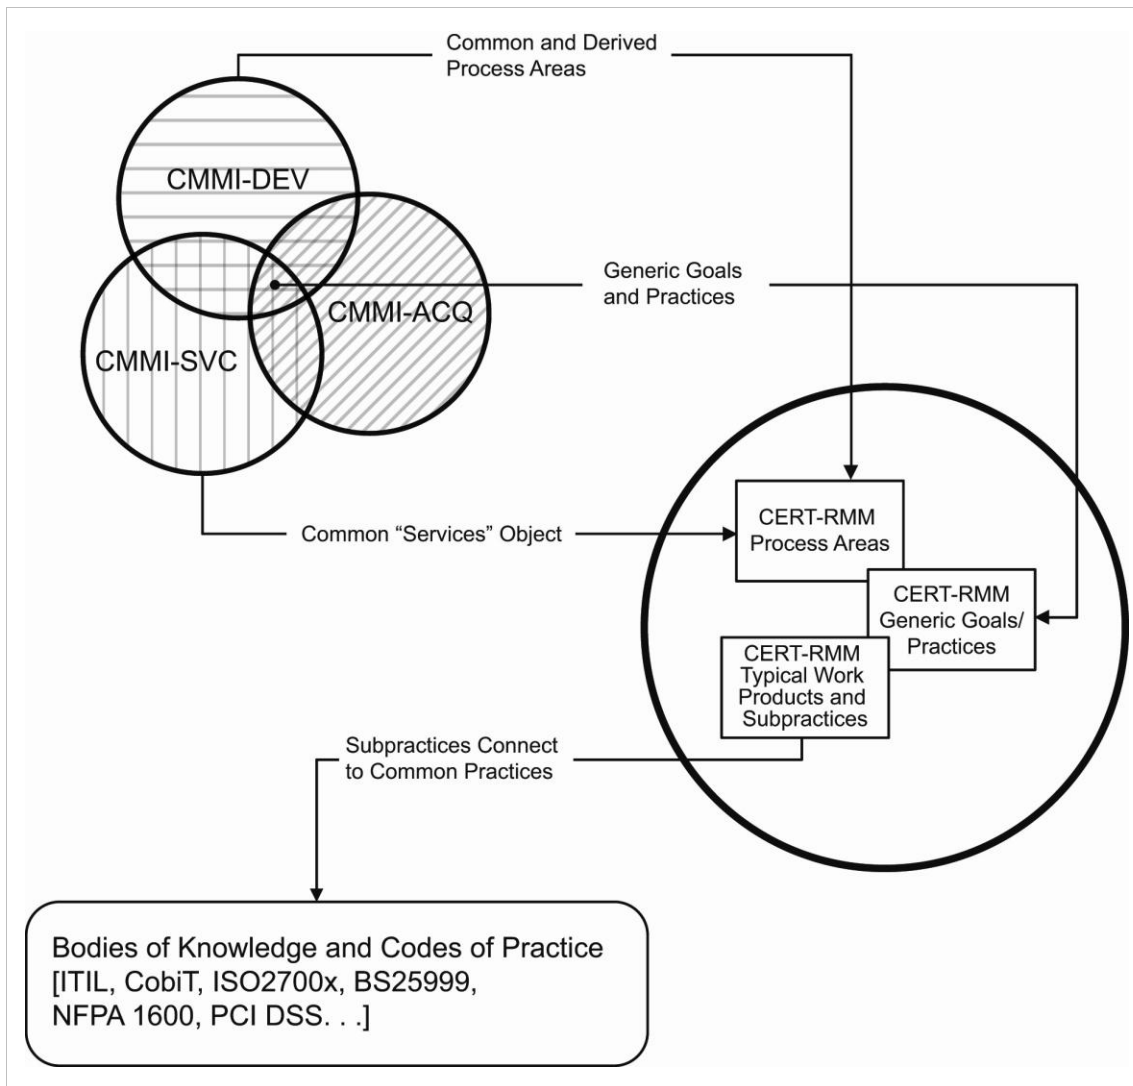 Common and Derived
Process Areas
CMMI-DEV
Generic Goals
and Practices
CMMI-ACQ
CMMI-SVC
CERT-RMM
Process Areas
Common “Services” Object
CERT-RMM
Generic Goals/
Practices
CERT-RMM
Typical Work
Products and
Subpractices
Subpractices Connect
to Common Practices
Bodies of Knowledge and Codes of Practice
[ITIL, CobiT, ISO2700x, BS25999,
NFPA 1600, PCI DSS. . .]